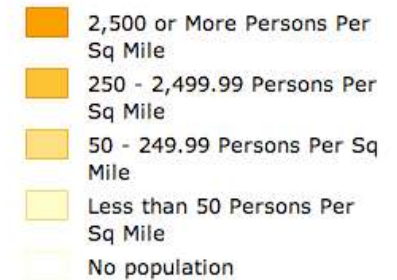 2,500 or More Persons Per
Sq Mile
250 - 2,499.99 Persons Per
Sq Mile
50 - 249.99 Persons Per Sq
Mile
Less than 50 Persons Per
Sq Mile
No population